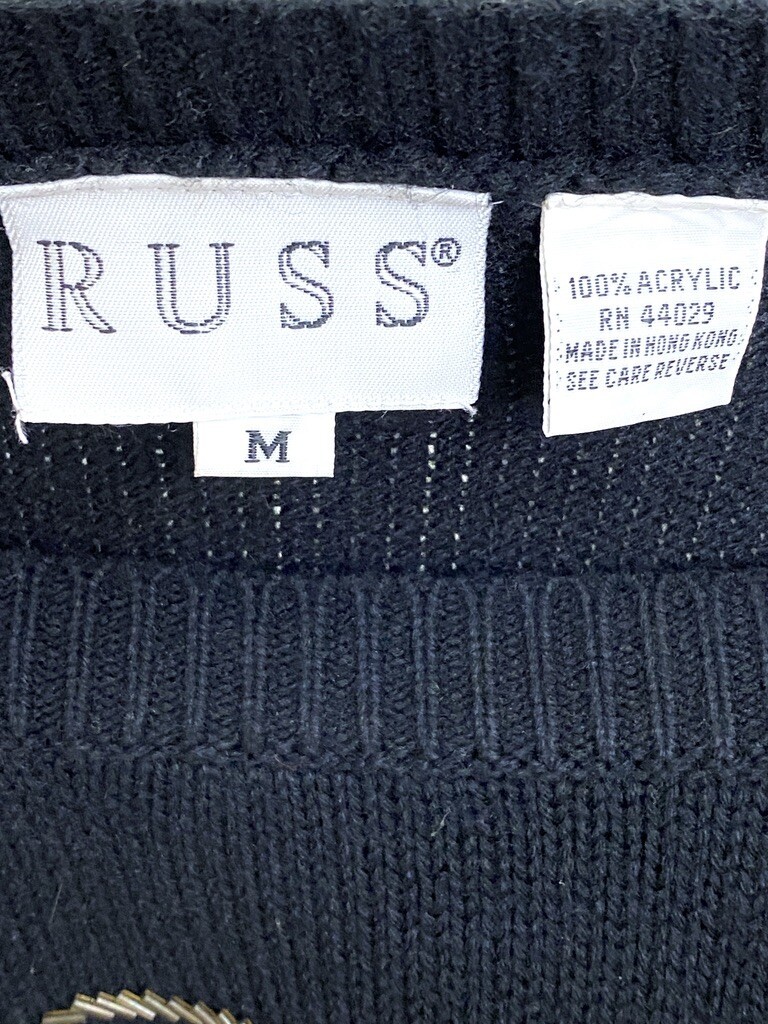 RUSS®
M
100% ACRYLIC
RN 44029
MADE IN HONG KONG
SEE CARE REVERSE